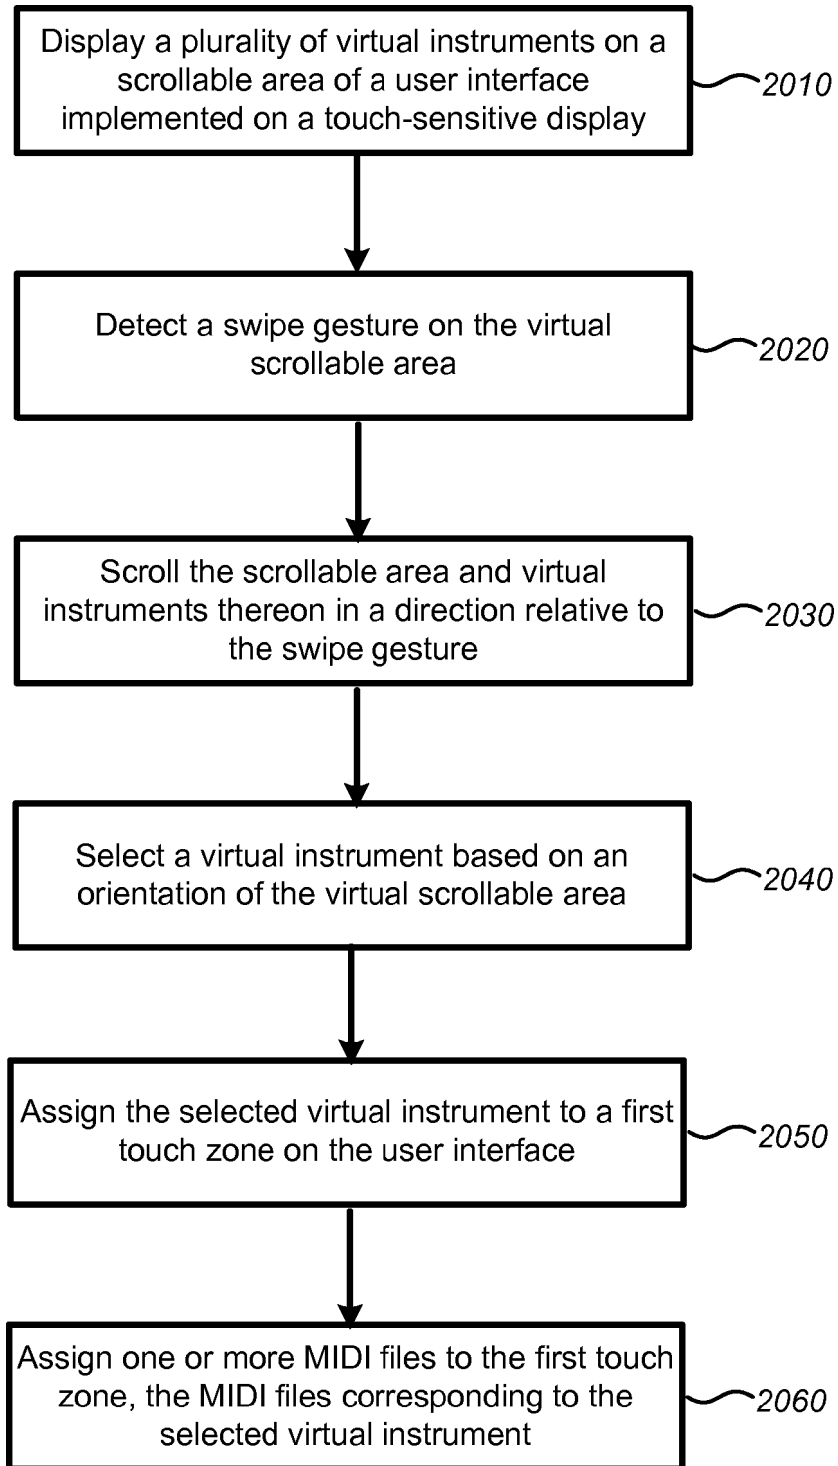 Display a plurality of virtual instruments on a
scrollable area of a user interface
implemented on a touch-sensitive display
2010
Detect a swipe gesture on the virtual
scrollable area
2020
Scroll the scrollable area and virtual
instruments thereon in a direction relative to
the swipe gesture
2030
Select a virtual instrument based on an
orientation of the virtual scrollable area
2040
Assign the selected virtual instrument to a first
touch zone on the user interface
2050
Assign one or more MIDI files to the first touch
zone, the MIDI files corresponding to the
selected virtual instrument
2060